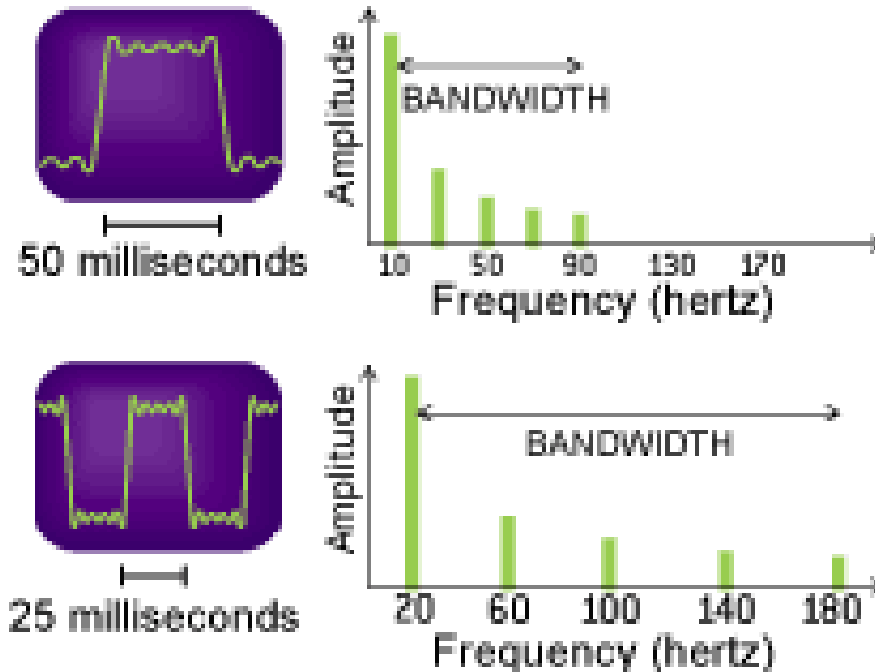 Amplitude
BANDWIDTH
50 milliseconds
10 50 90 130 170
Frequency (hertz)
Amplitude
BANDWIDTH
25 milliseconds
20 60 100 140 180
Frequency (hertz)